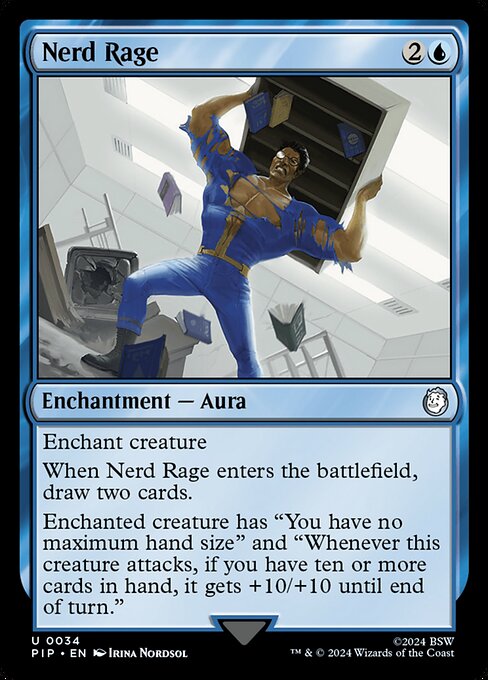 Nerd Rage 2
Enchantment — Aura
Enchant creature
When Nerd Rage enters the battlefield,
draw two cards.
Enchanted creature has “You have no
maximum hand size” and “Whenever this
creature attacks, if you have ten or more
cards in hand, it gets +10/+10 until end
of turn.”
U 0034
©2024 BSW
PIP • EN Irina Nordsol
™ & © 2024 Wizards of the Coast